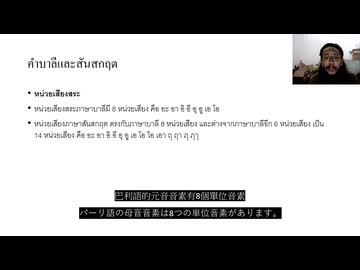 คำบาลีและสันสกฤต
• หน่วยเสียงสระ
• หน่วยเสียงสระภาษาบาลีมี 8 หน่วยเสียง คือ อะ อา อิ อี อุ อู เอ โอ
• หน่วยเสียงภาษาสันสกฤต ตรงกับภาษาบาลี 8 หน่วยเสียง และต่างจากภาษาบาลีอีก 6 หน่วยเสียง เป็น
14 หน่วยเสียง คือ อะ อา อิ อี อุ อู เอ โอ ไอ เอา ฤ ฤา ภ ภา
巴利語的元音音素有8個單位音素
パーリ語の母音音素は8つの単位音素があります。